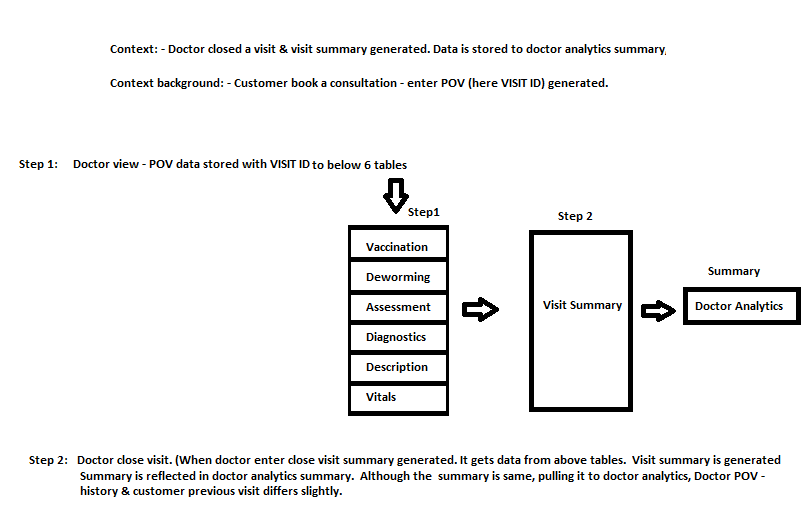 Context: - Doctor closed a visit & visit summary generated. Data is stored to doctor analytics summary,
Context background: - Customer book a consultation - enter POV (here VISIT ID) generated.
Step 1: Doctor view - POV data stored with VISIT ID to below 6 tables
Step1
Vaccination
Deworming
Assessment
Diagnostics
Description
Vitals
Step 2
Visit Summary
Summary
Doctor Analytics
Step 2: Doctor close visit. (When doctor enter close visit summary generated. It gets data from above tables. Visit summary is generated
Summary is reflected in doctor analytics summary. Although the summary is same, pulling it to doctor analytics, Doctor POV -
history & customer previous visit differs slightly.